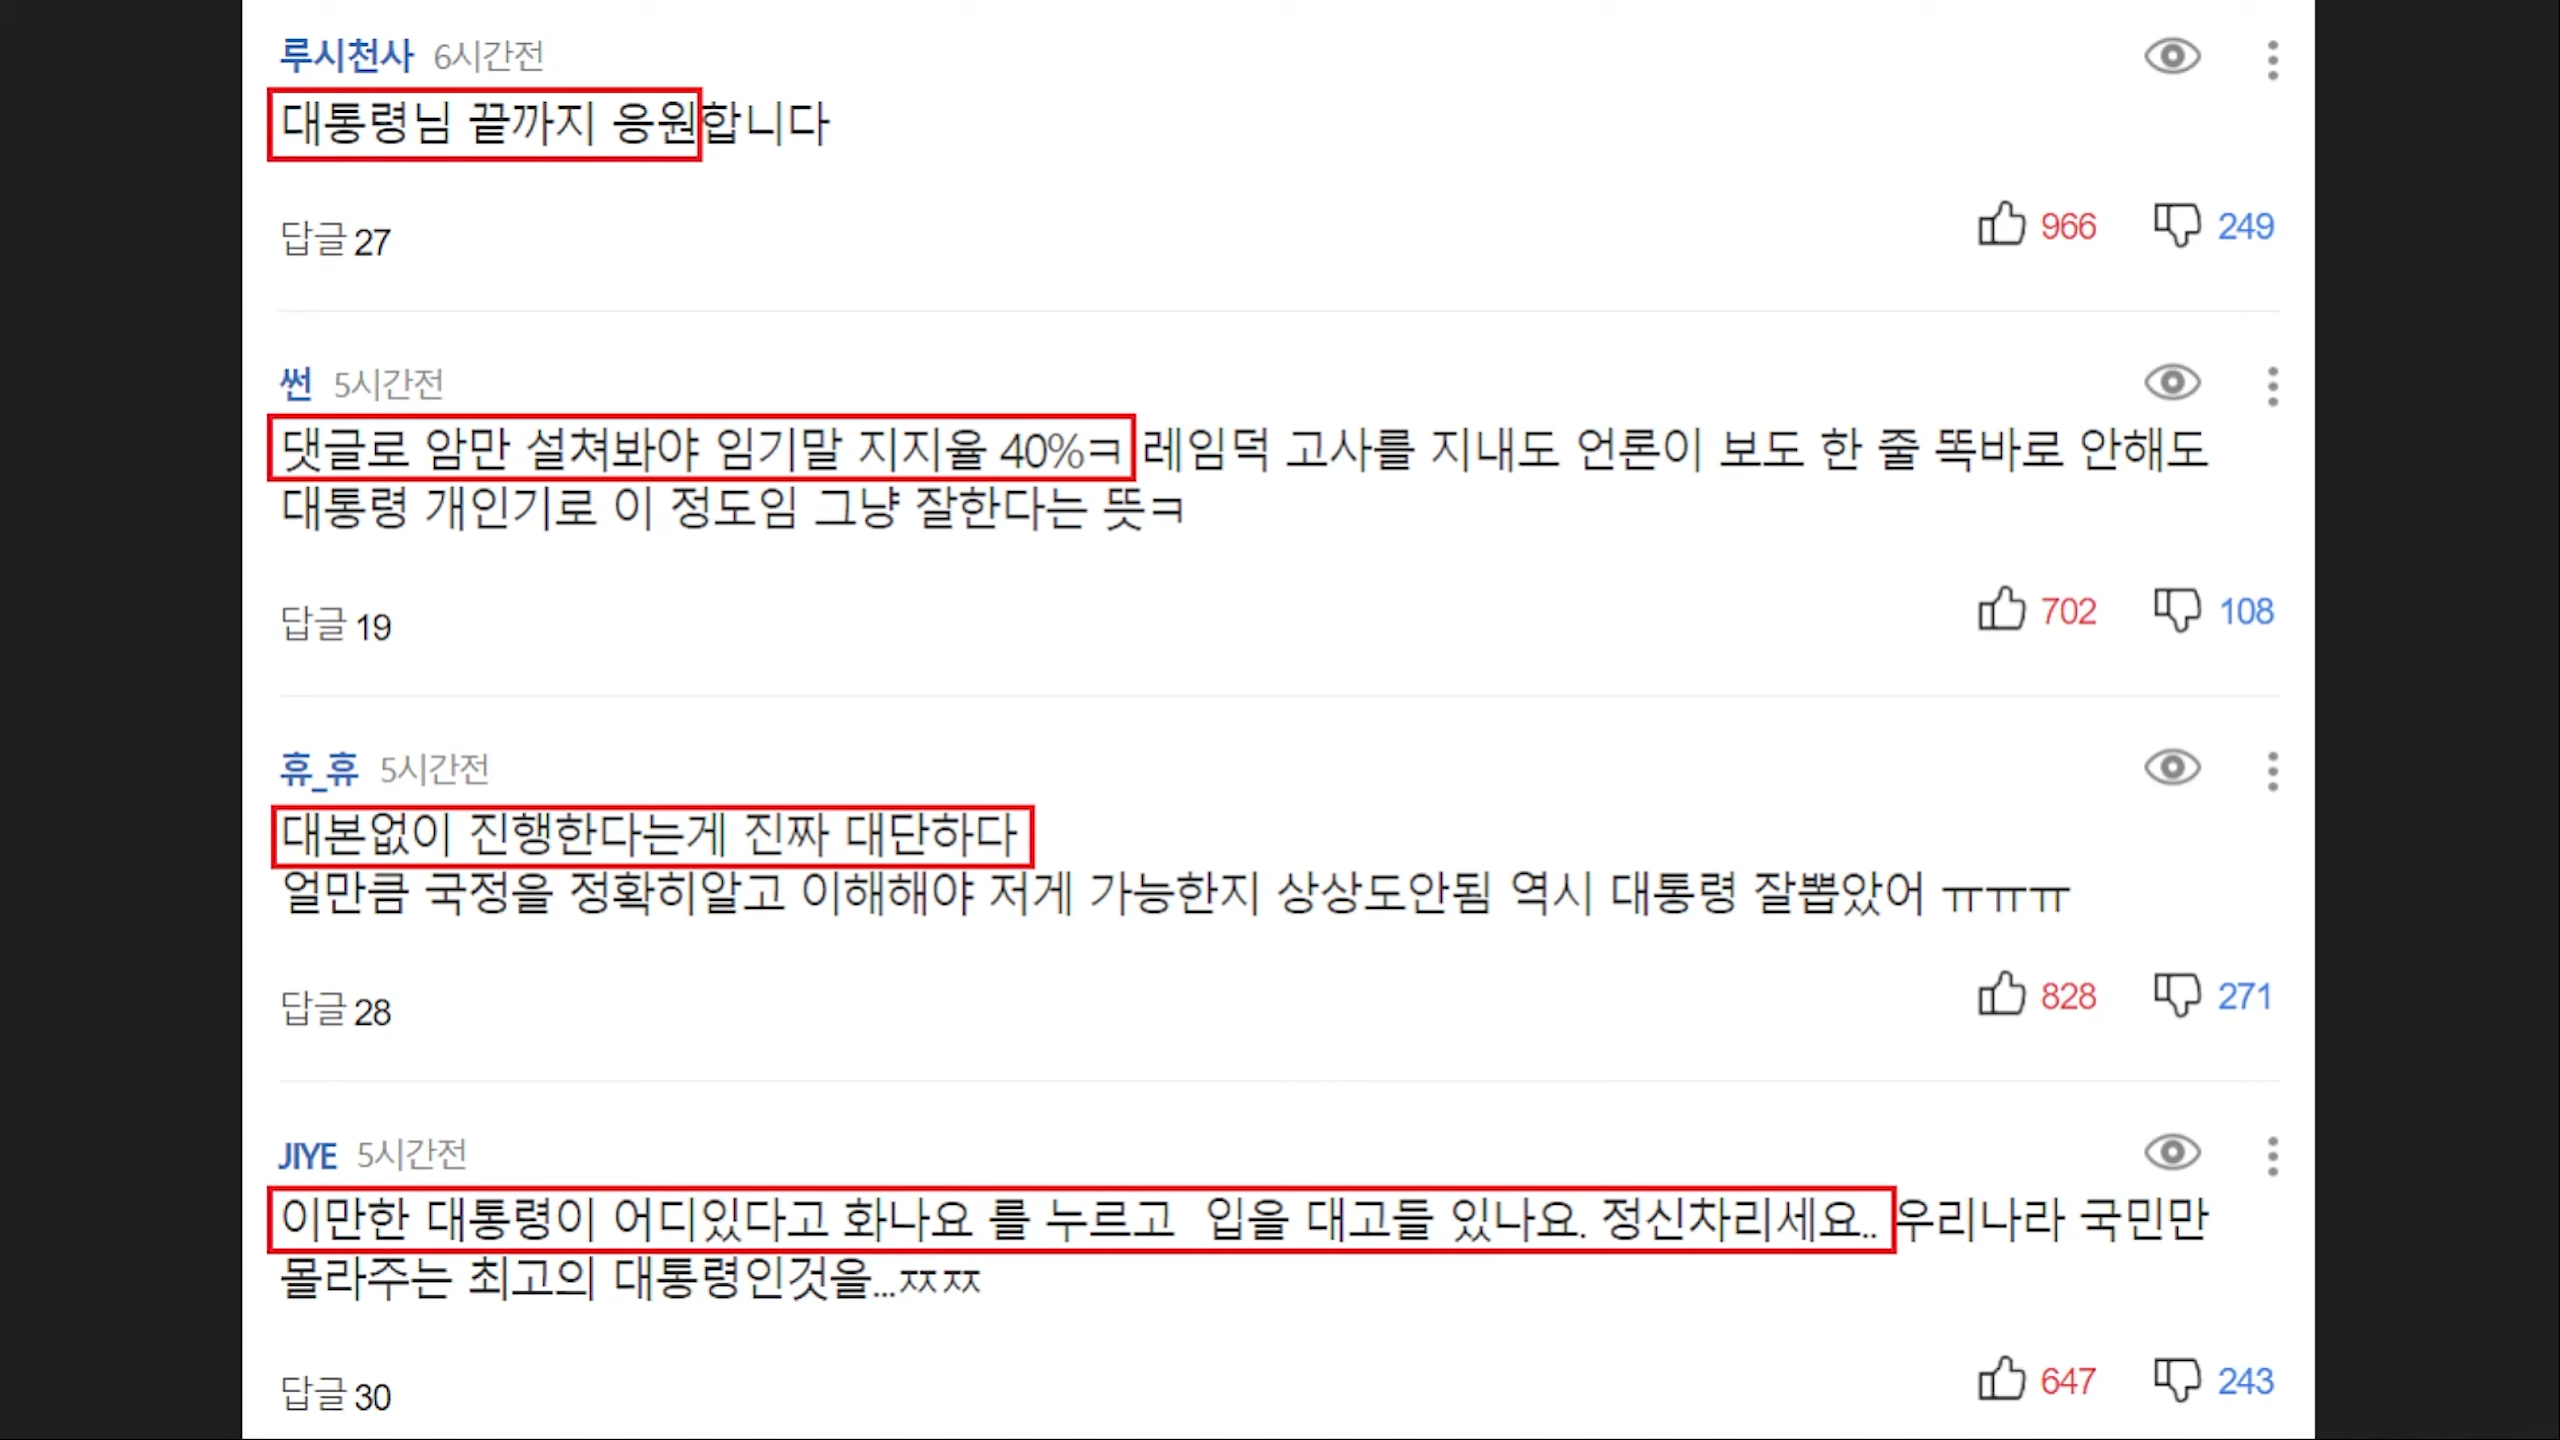 루시천사 6시간전
대통령님 끝까지 응원합니다
답글 27 966 249
썬 5시간전
댓글로 암만 설쳐봐야 임기말 지지율 40%ㅋ 레임덕 고사를 지내도 언론이 보도 한 줄 똑바로 안해도
대통령 개인기로 이 정도임 그냥 잘한다는 뜻ㅋ
답글 19 702 108
휴_휴 5시간전
대본없이 진행한다는게 진짜 대단하다
얼만큼 국정을 정확히알고 이해해야 저게 가능한지 상상도안됨 역시 대통령 잘뽑았어 ㅠㅠㅠ
답글 28 828 271
JIYE 5시간전
이만한 대통령이 어디있다고 화나요 를 누르고 입을 대고들 있나요. 정신차리세요.. 우리나라 국민만
몰라주는 최고의 대통령인것을...ㅉㅉ
답글 30 647 243